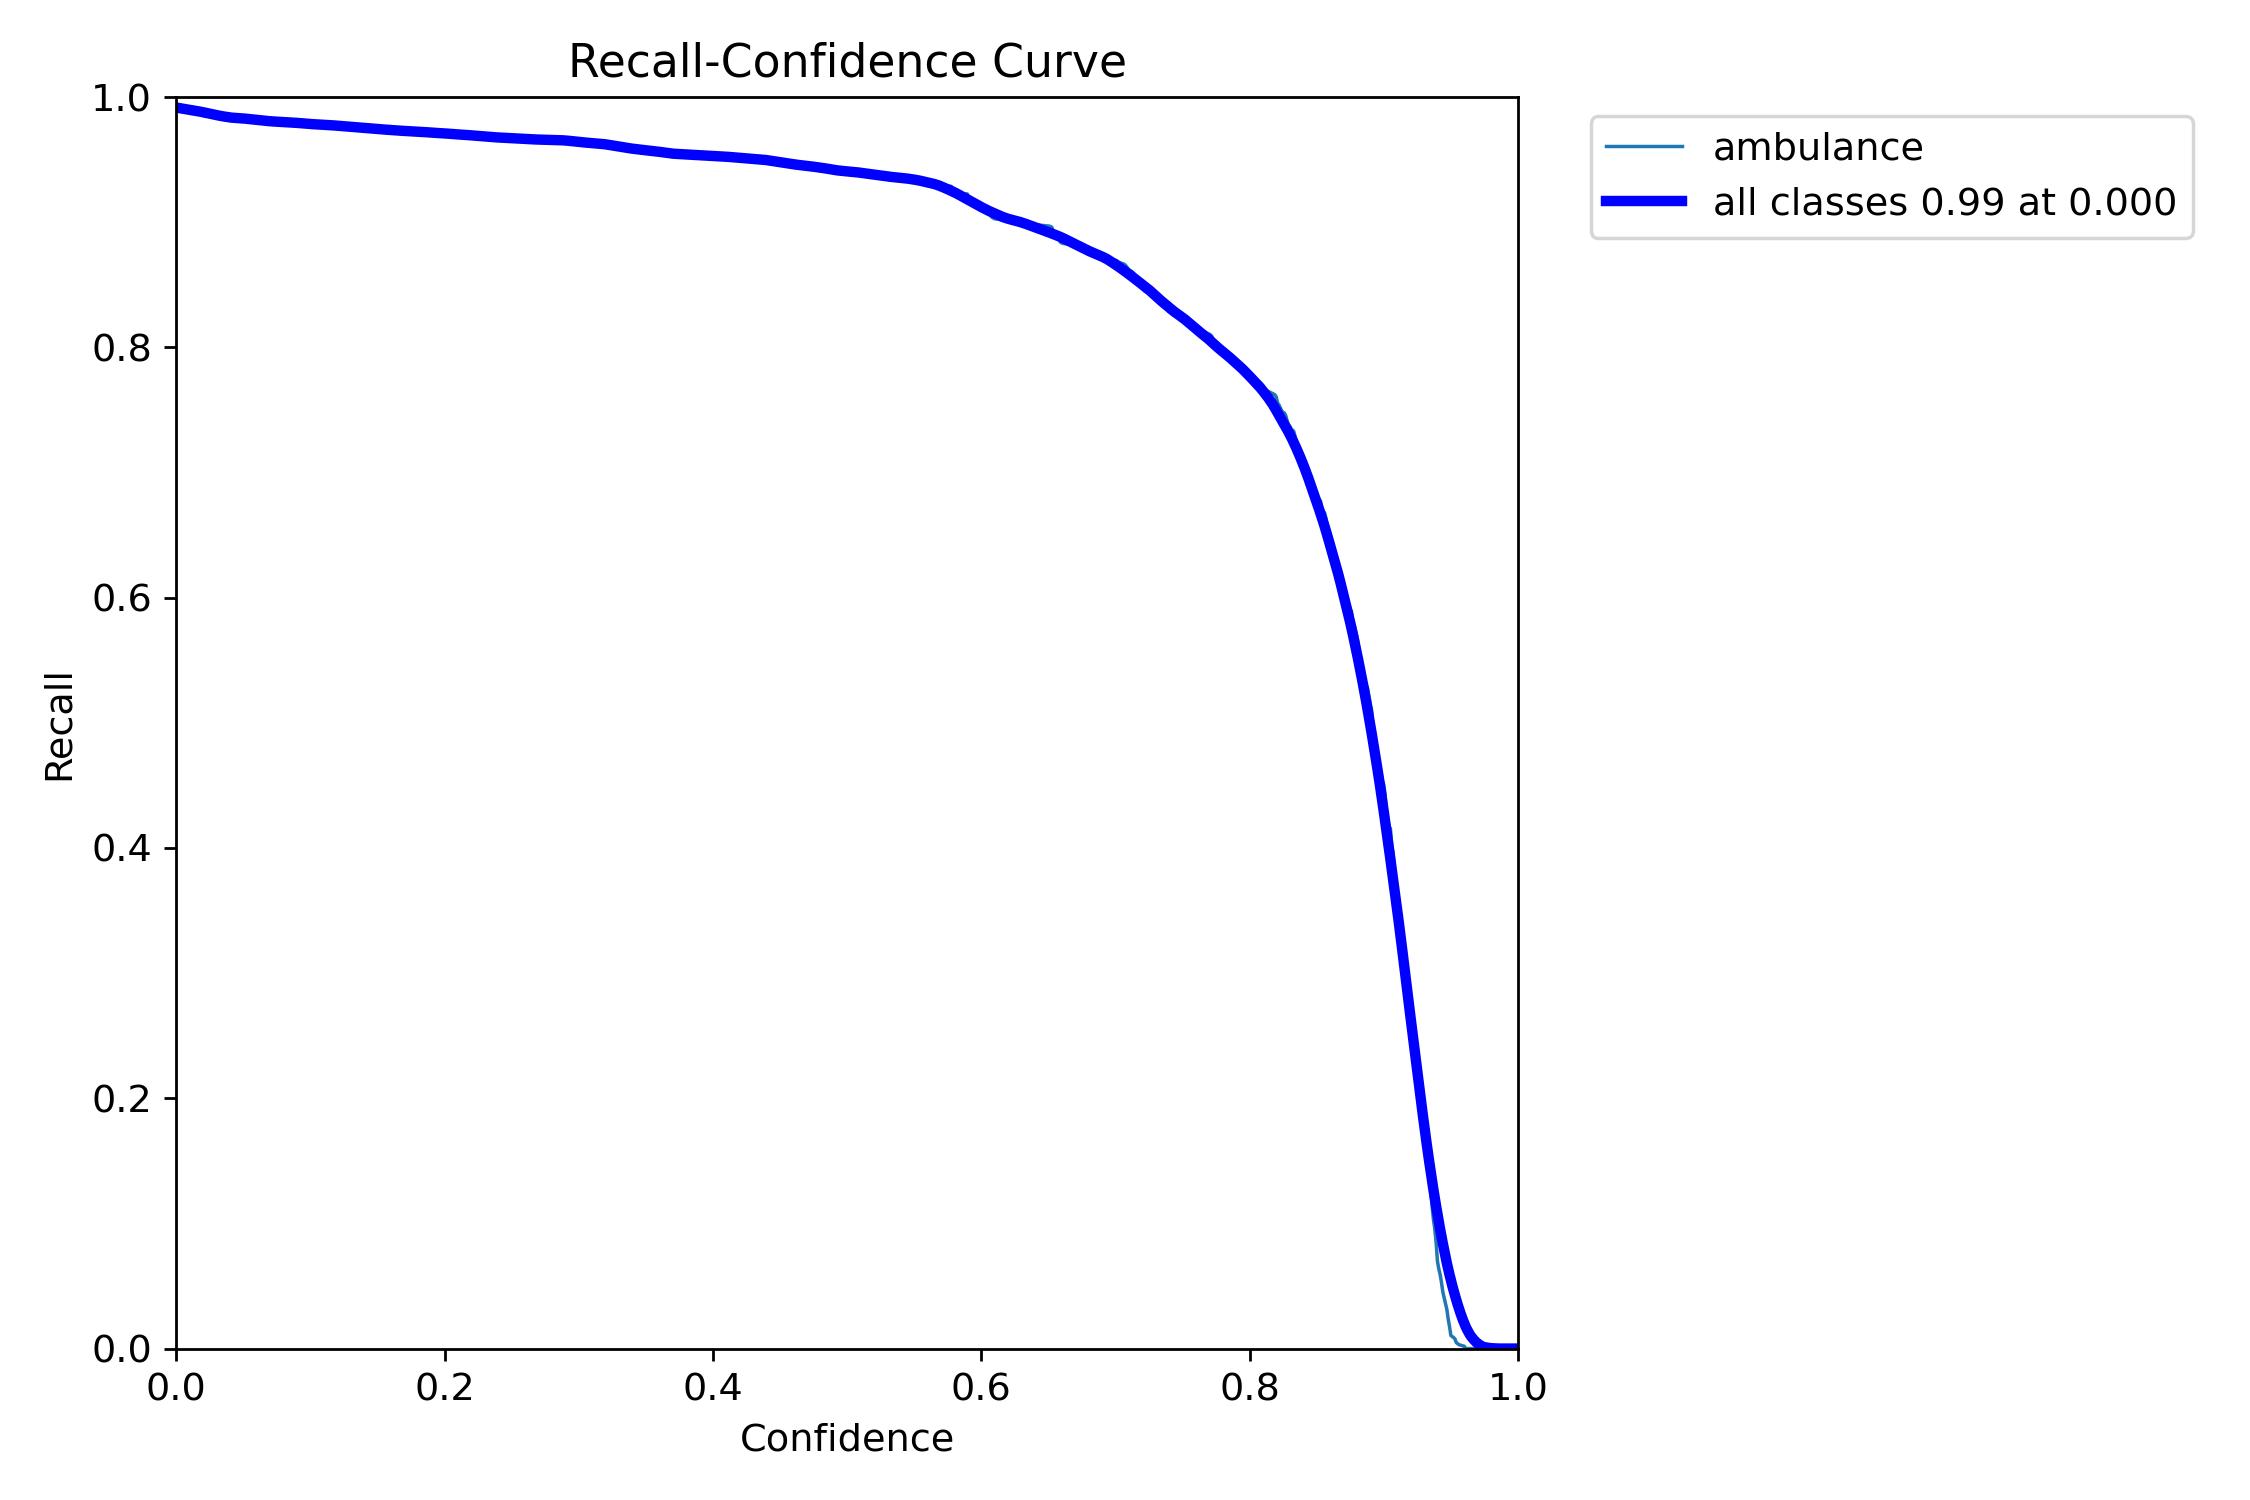 Recall-Confidence Curve
1.0
0.8
0.6
0.4
0.2
0.0
Recall
0.0 0.2 0.4 0.6 0.8 1.0
Confidence
ambulance
all classes 0.99 at 0.000